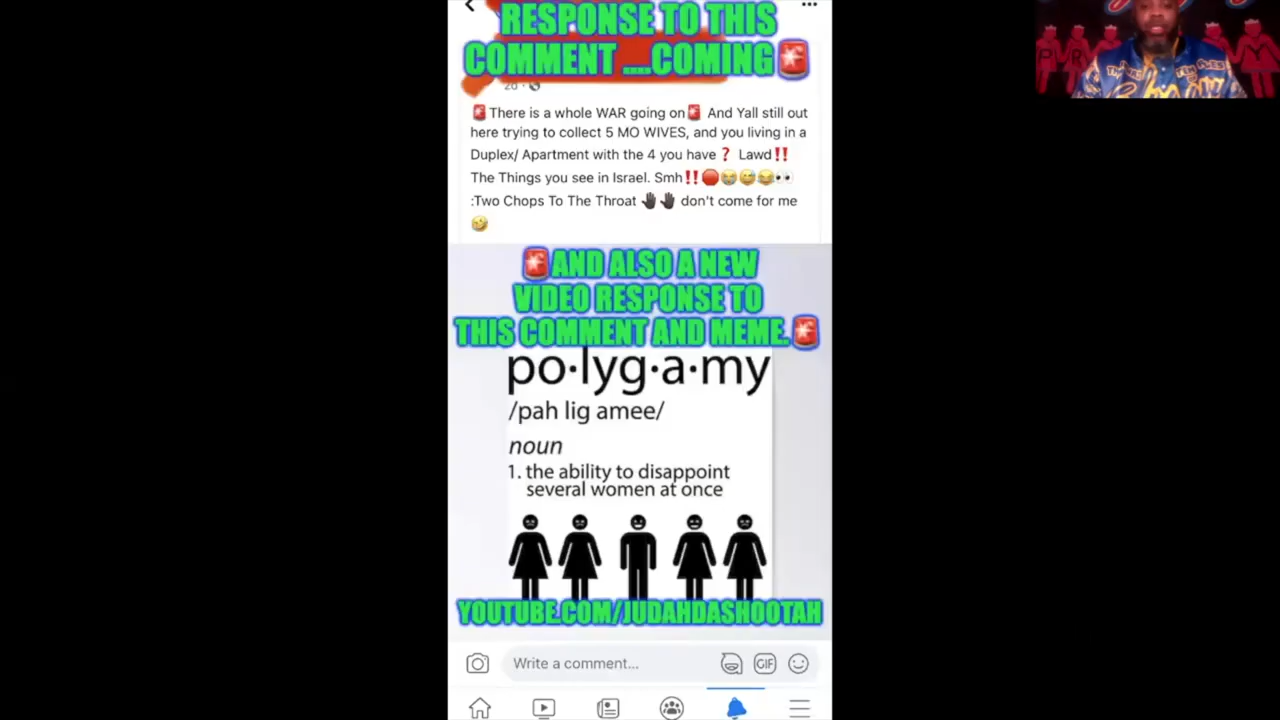 RESPONSE TO THIS
COMMENT ....COMING🚨
2d ·
🚨There is a whole WAR going on🚨 And Yall still out
here trying to collect 5 MO WIVES, and you living in a
Duplex/ Apartment with the 4 you have❓ Lawd‼️
The Things you see in Israel. Smh‼️🛑😭😅😂👀
:Two Chops To The Throat 🤚🏿🤚🏿 don't come for me
🤣
🚨AND ALSO A NEW
VIDEO RESPONSE TO
THIS COMMENT AND MEME.🚨
po·lyg·a·my
/pah lig amee/
noun
1. the ability to disappoint
several women at once
YOUTUBE.COM/JUDAHDASHOOTAH
Write a comment...
GIF